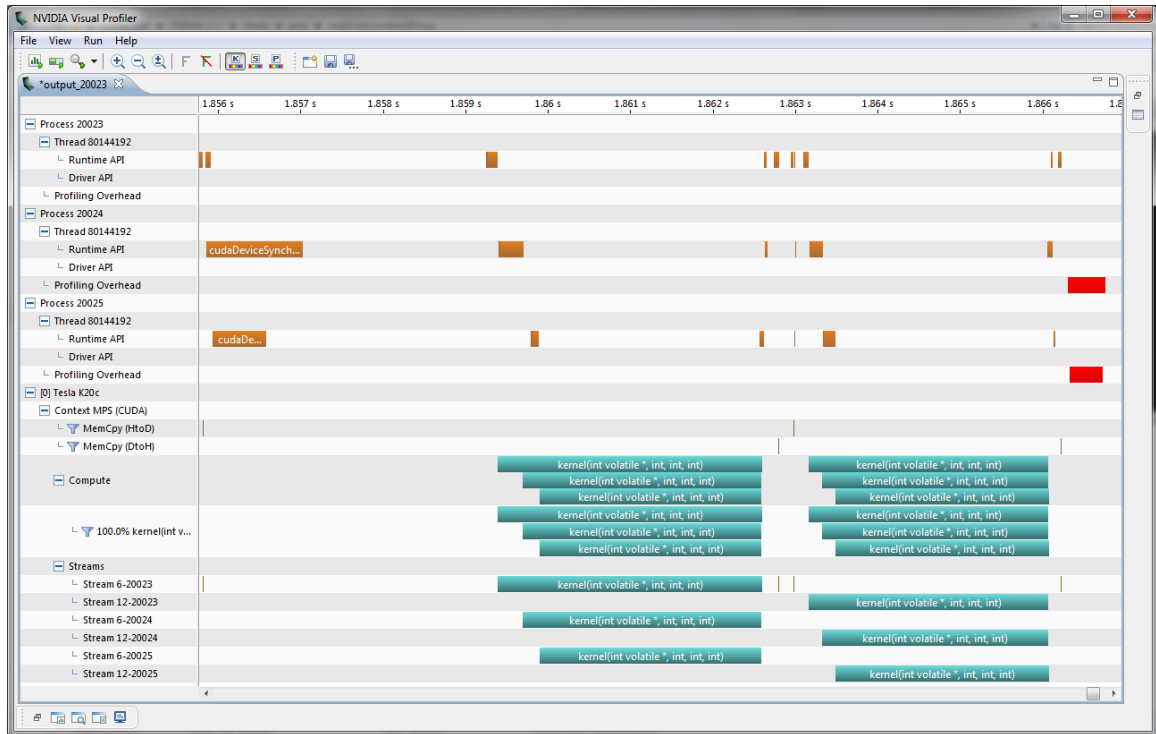 NVIDIA Visual Profiler
File View Run Help
*output_20023
1.856 s 1.857 s 1.858 s 1.859 s 1.86 s 1.861 s 1.862 s 1.863 s 1.864 s 1.865 s 1.866 s 1.8
Process 20023
Thread 80144192
Runtime API
Driver API
Profiling Overhead
Process 20024
Thread 80144192
Runtime API cudaDeviceSynch...
Driver API
Profiling Overhead
Process 20025
Thread 80144192
Runtime API cudaDe...
Driver API
Profiling Overhead
[0] Tesla K20c
Context MPS (CUDA)
MemCpy (HtoD)
MemCpy (DtoH)
kernel(int volatile *, int, int, int) kernel(int volatile *, int, int, int)
Compute kernel(int volatile *, int, int, int) kernel(int volatile *, int, int, int)
kernel(int volatile *, int, int, int) kernel(int volatile *, int, int, int)
kernel(int volatile *, int, int, int) kernel(int volatile *, int, int, int)
100.0% kernel(int v... kernel(int volatile *, int, int, int) kernel(int volatile *, int, int, int)
kernel(int volatile *, int, int, int) kernel(int volatile *, int, int, int)
Streams
Stream 6-20023 kernel(int volatile *, int, int, int)
Stream 12-20023 kernel(int volatile *, int, int, int)
Stream 6-20024 kernel(int volatile *, int, int, int)
Stream 12-20024 kernel(int volatile *, int, int, int)
Stream 6-20025 kernel(int volatile *, int, int, int)
Stream 12-20025 kernel(int volatile *, int, int, int)